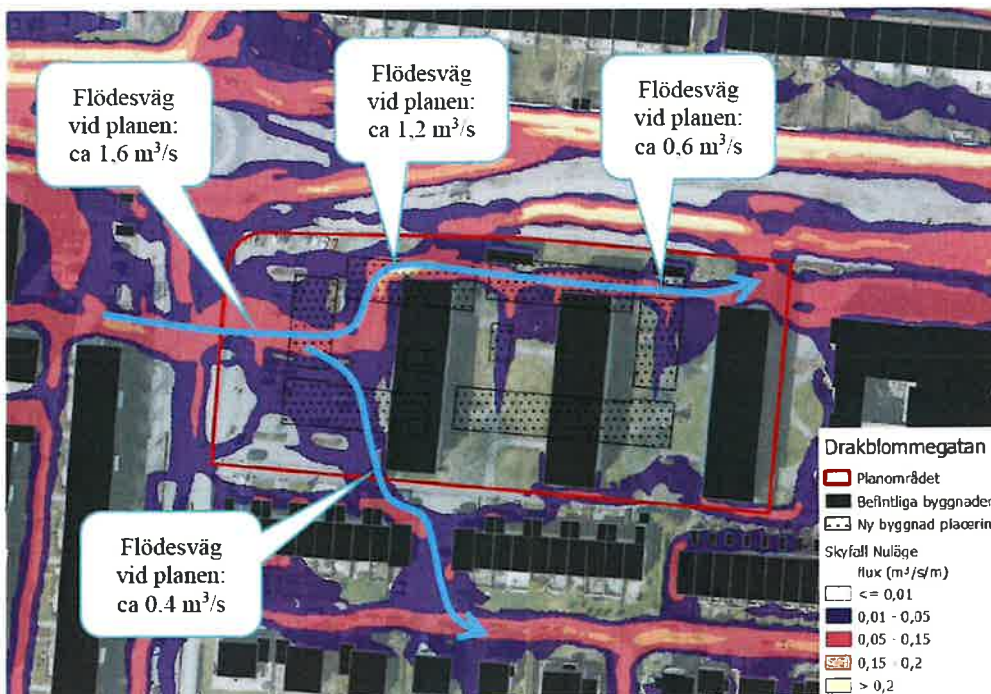 Flödesväg
vid planen:
ca 1,6 m³/s
Flödesväg
vid planen:
ca 1,2 m³/s
Flödesväg
vid planen:
ca 0,6 m³/s
Flödesväg
vid planen:
ca 0.4 m³/s
Drakblommegatan
Planområdet
Befintliga byggnader
Ny byggnad placerin
Skyfall Nuläge
flux (m³/s/m)
<= 0,01
0,01 - 0,05
0,05 - 0,15
0,15 - 0,2
> 0,2